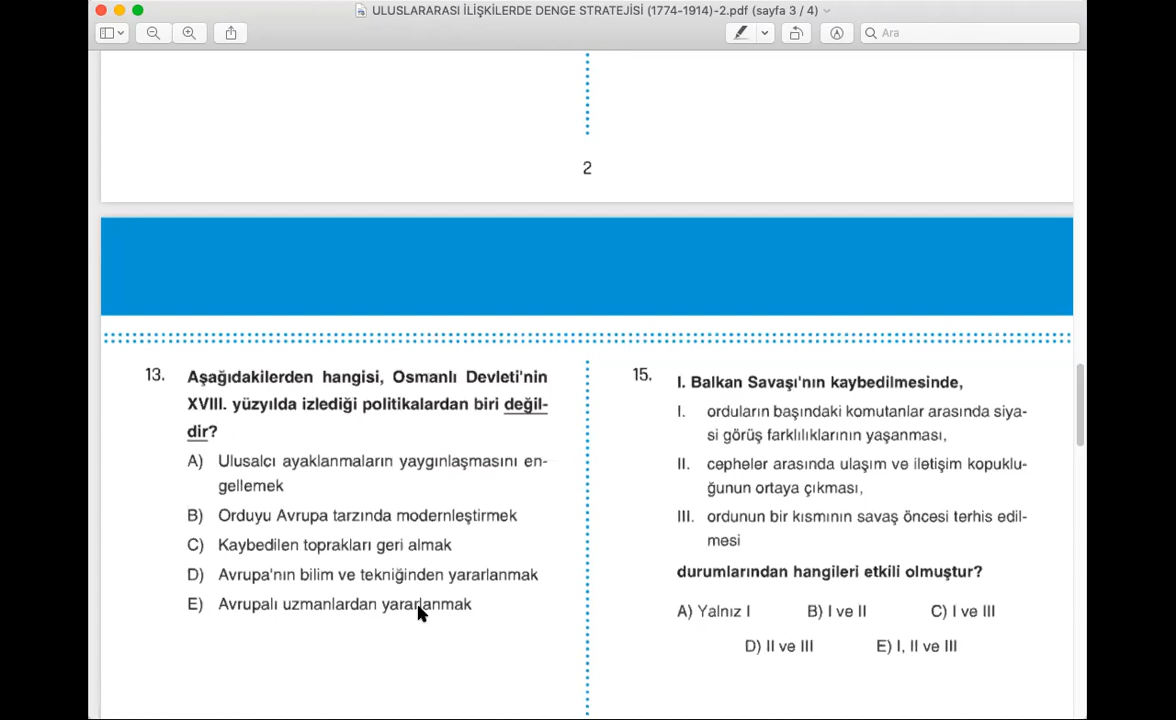 ULUSLARARASI İLİŞKİLERDE DENGE STRATEJİSİ (1774-1914)-2.pdf (sayfa 3 / 4)
Ara
2
13. Aşağıdakilerden hangisi, Osmanlı Devleti'nin
XVIII. yüzyılda izlediği politikalardan biri değil-
dir?
A) Ulusalcı ayaklanmaların yaygınlaşmasını en-
gellemek
B) Orduyu Avrupa tarzında modernleştirmek
C) Kaybedilen toprakları geri almak
D) Avrupa'nın bilim ve tekniğinden yararlanmak
E) Avrupalı uzmanlardan yararlanmak
15. I. Balkan Savaşı'nın kaybedilmesinde,
I. orduların başındaki komutanlar arasında siya-
si görüş farklılıklarının yaşanması,
II. cepheler arasında ulaşım ve iletişim kopuklu-
ğunun ortaya çıkması,
III. ordunun bir kısmının savaş öncesi terhis edil-
mesi
durumlarından hangileri etkili olmuştur?
A) Yalnız I B) I ve II C) I ve III
D) II ve III E) I, II ve III